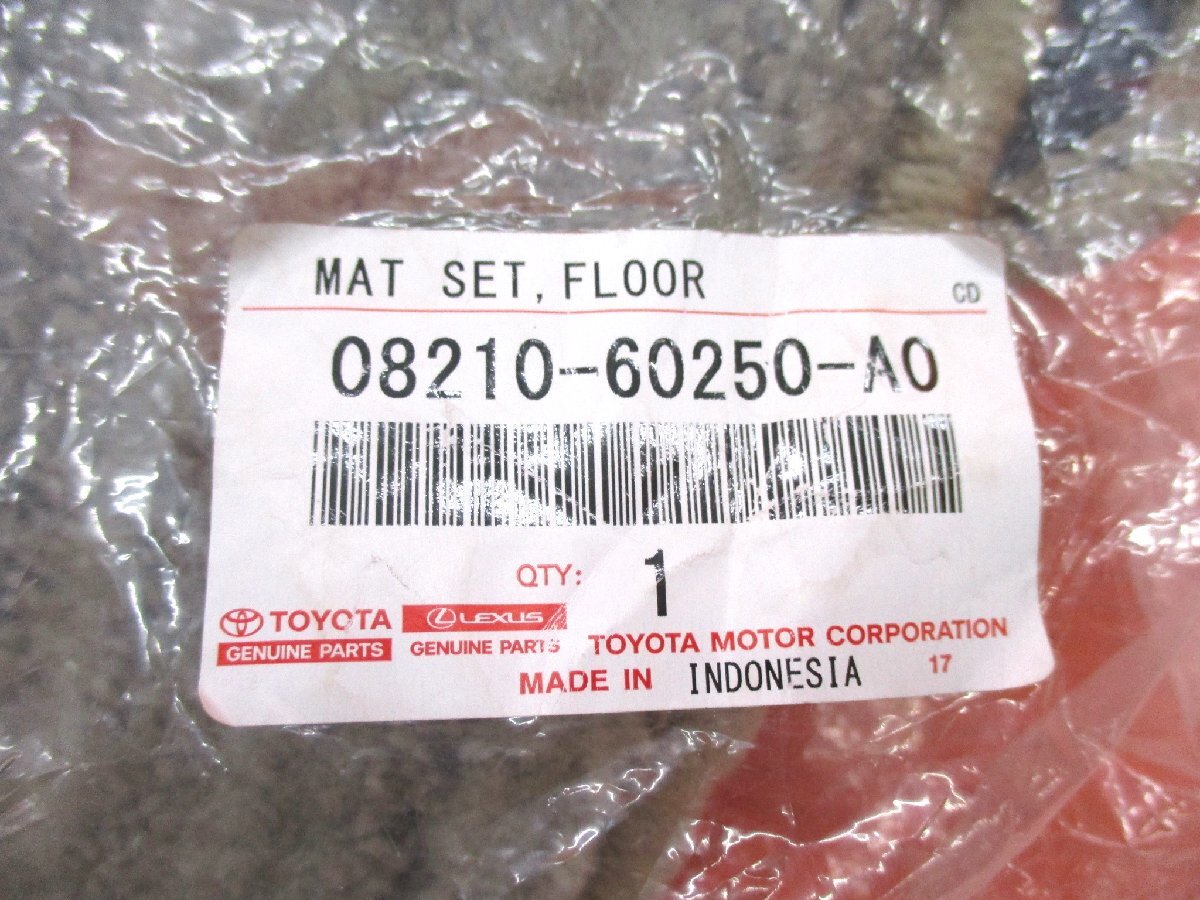 MAT SET, FLOOR
CD
08210-60250-A0
QTY: 1
TOYOTA
GENUINE PARTS
LEXUS
GENUINE PARTS
TOYOTA MOTOR CORPORATION
MADE IN INDONESIA
17